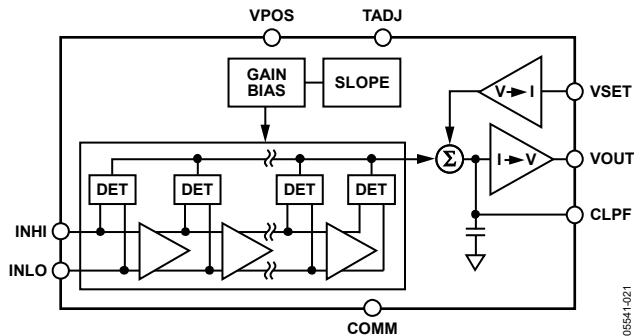 VPOS
TADJ
GAIN
BIAS
SLOPE
V I
VSET
Σ
I V
VOUT
DET
DET
DET
DET
CLPF
INHI
INLO
COMM
05541-021